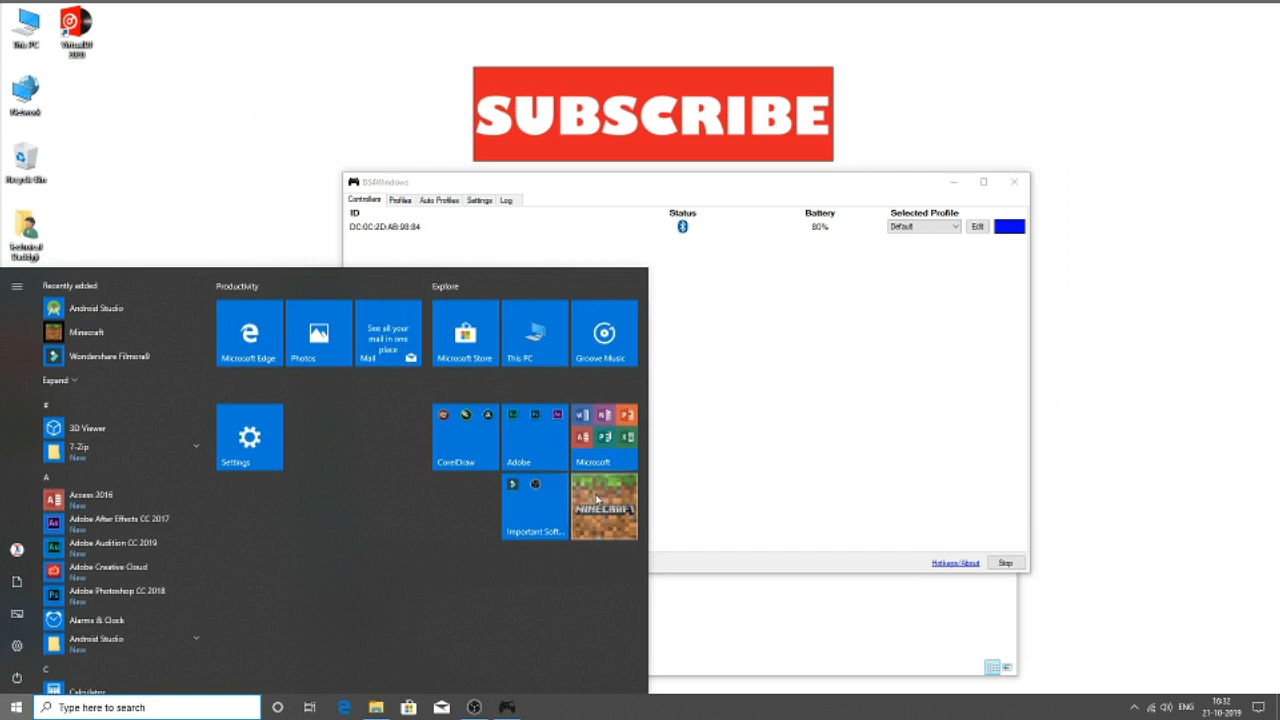 This PC
Network
Recycle Bin
Technical
SUBSCRIBE
DS4Windows
Controllers Profiles Auto Profiles Settings Log
ID Status Battery Selected Profile
DC:0C:2D:AB:93:84 80% Default Edit
Hotkeys/About Stop
Recently added
Android Studio
Minecraft
Wondershare Filmora9
Expand
#
3D Viewer
7-Zip
New
A
Access 2016
New
Adobe After Effects CC 2017
New
Adobe Audition CC 2019
New
Adobe Creative Cloud
New
Adobe Photoshop CC 2018
New
Alarms & Clock
Android Studio
New
C
Calculator
Productivity
Microsoft Edge
Photos
See all your
mail in one
place
Mail
Settings
Explore
Microsoft Store
This PC
Groove Music
CorelDraw
Adobe
Microsoft
Important Soft...
MINECRAFT
Type here to search
ENG
16:32
21-10-2019